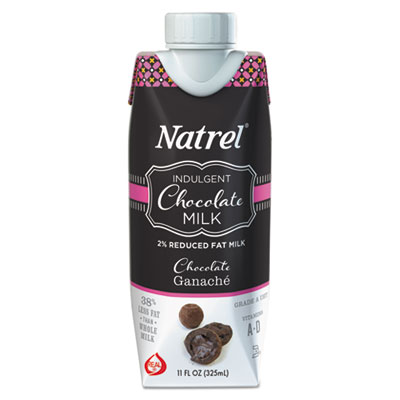 Natrel®
INDULGENT
Chocolate
MILK
2% REDUCED FAT MILK
Chocolate
GANACHÉ
38%
LESS FAT
THAN
WHOLE
MILK
GRADE A
VITAMINS
A-D
REAL
11 FL OZ (325mL)